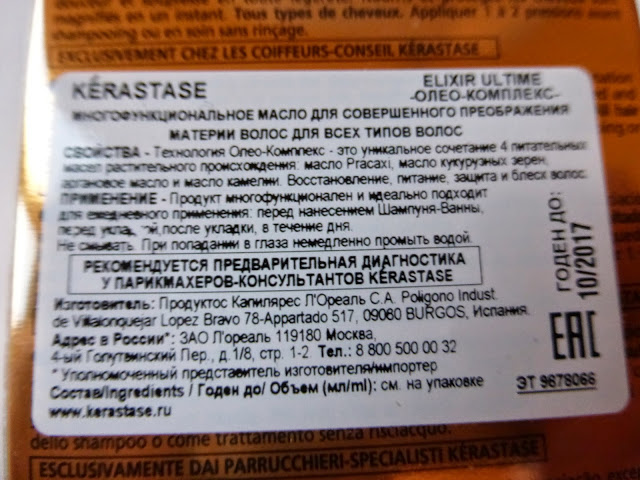 magnifiés en un instant. Tous types de cheveux. Appliquer 1 à 2 pressions avant
shampooing ou en soin sans rinçage.
EXCLUSIVEMENT CHEZ LES COIFFEURS-CONSEIL KÉRASTASE
KÉRASTASE
ELIXIR ULTIME
-ОЛЕО-КОМПЛЕКС-
МНОГОФУНКЦИОНАЛЬНОЕ МАСЛО ДЛЯ СОВЕРШЕННОГО ПРЕОБРАЖЕНИЯ
МАТЕРИИ ВОЛОС ДЛЯ ВСЕХ ТИПОВ ВОЛОС
СВОЙСТВА - Технология Олео-Комплекс - это уникальное сочетание 4 питательных
масел растительного происхождения: масло Pracaxi, масло кукурузных зерен,
аргановое масло и масло камелии. Восстановление, питание, защита и блеск волос.
ПРИМЕНЕНИЕ - Продукт многофункционален и идеально подходит
для ежедневного применения: перед нанесением Шампуня-Ванны,
перед после укладки, в течение дня.
Не смывать. При попадании в глаза немедленно промыть водой.
РЕКОМЕНДУЕТСЯ ПРЕДВАРИТЕЛЬНАЯ ДИАГНОСТИКА
У ПАРИКМАХЕРОВ-КОНСУЛЬТАНТОВ KÉRASTASE
Изготовитель: Продуктос Капилярес Л'Ореаль С.А. Poligono Indust.
de Villalonquejar Lopez Bravo 78-Appartado 517, 09060 BURGOS, Испания.
Адрес в России*: ЗАО Л'ореаль 119180 Москва,
4-ый Голутвинский Пер., д.1/8, стр. 1-2 Тел.: 8 800 500 00 32
* Уполномоченный представитель изготовителя/импортер
Состав/Ingredients / Годен до/ Объем (мл/ml): см. на упаковке
www.kerastase.ru
ГОДЕН ДО:
10/2017
EAC
ЭТ 9678066
dello shampoo o come trattamento senza risciacquo.
ESCLUSIVAMENTE DAI PARRUCCHIERI-SPECIALISTI KÉRASTASE